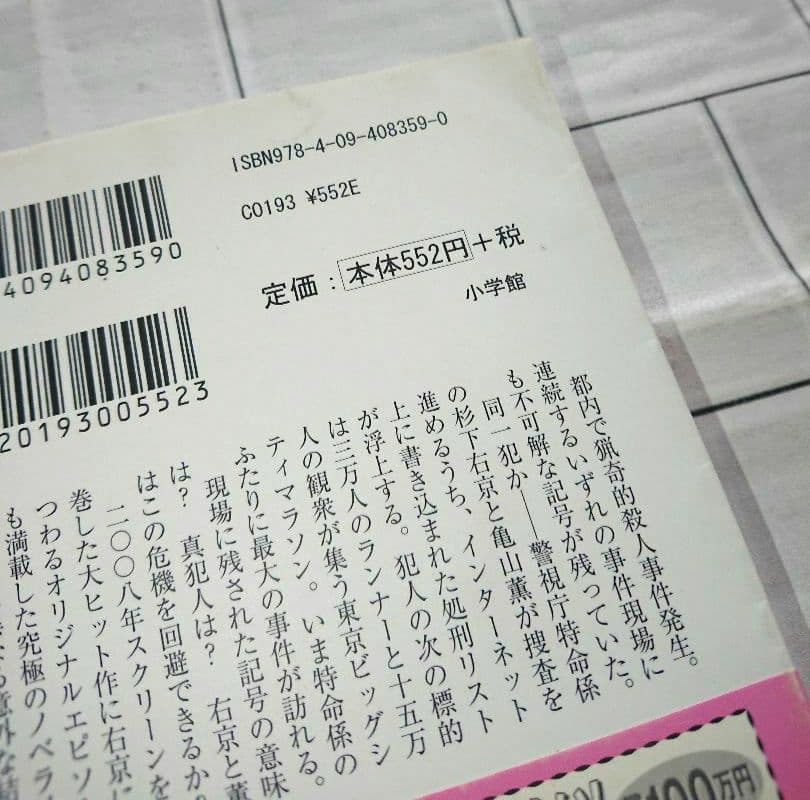 ISBN978-4-09-408359-0
C0193 ¥552E
4094083590
定価：本体552円＋税
小学館
20193005523
都内で猟奇的殺人事件発生。
連続するいずれの事件現場に
も不可解な記号が残っていた。
同一犯か――警視庁特命係
の杉下右京と亀山薫が捜査を
進めるうち、インターネット
上に書き込まれた処刑リスト
が浮上する。犯人の次の標的
は三万人のランナーと十五万
人の観衆が集う東京ビッグシ
ティマラソン。いま特命係の
ふたりに最大の事件が訪れる。
現場に残された記号の意味
は？　真犯人は？　右京と薫
はこの危機を回避できるか。
二〇〇八年スクリーンを
巻した大ヒット作に右京に
つわるオリジナルエピソ
も満載した究極のノベラ
100万円